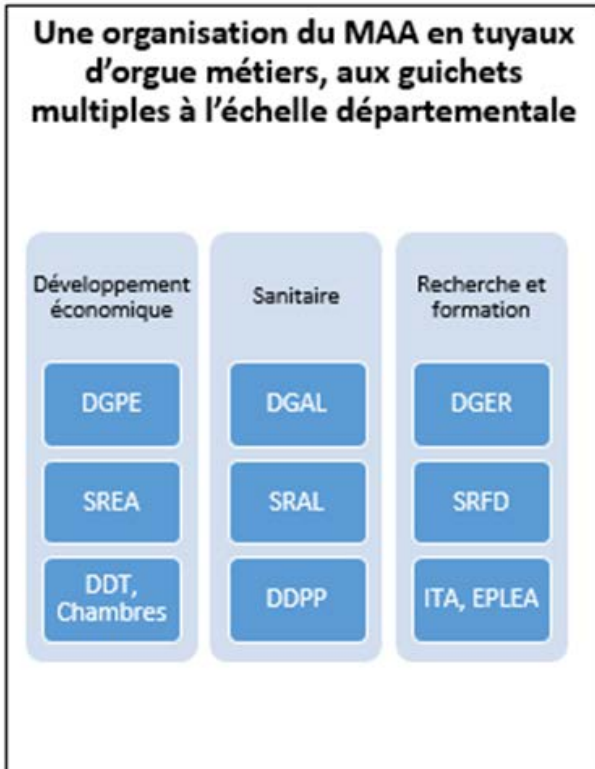 Une organisation du MAA en tuyaux
d'orgue métiers, aux guichets
multiples à l'échelle départementale
Développement
économique
DGPE
SREA
DDT,
Chambres
Sanitaire
DGAL
SRAL
DDPP
Recherche et
formation
DGER
SRFD
ITA, EPLEA